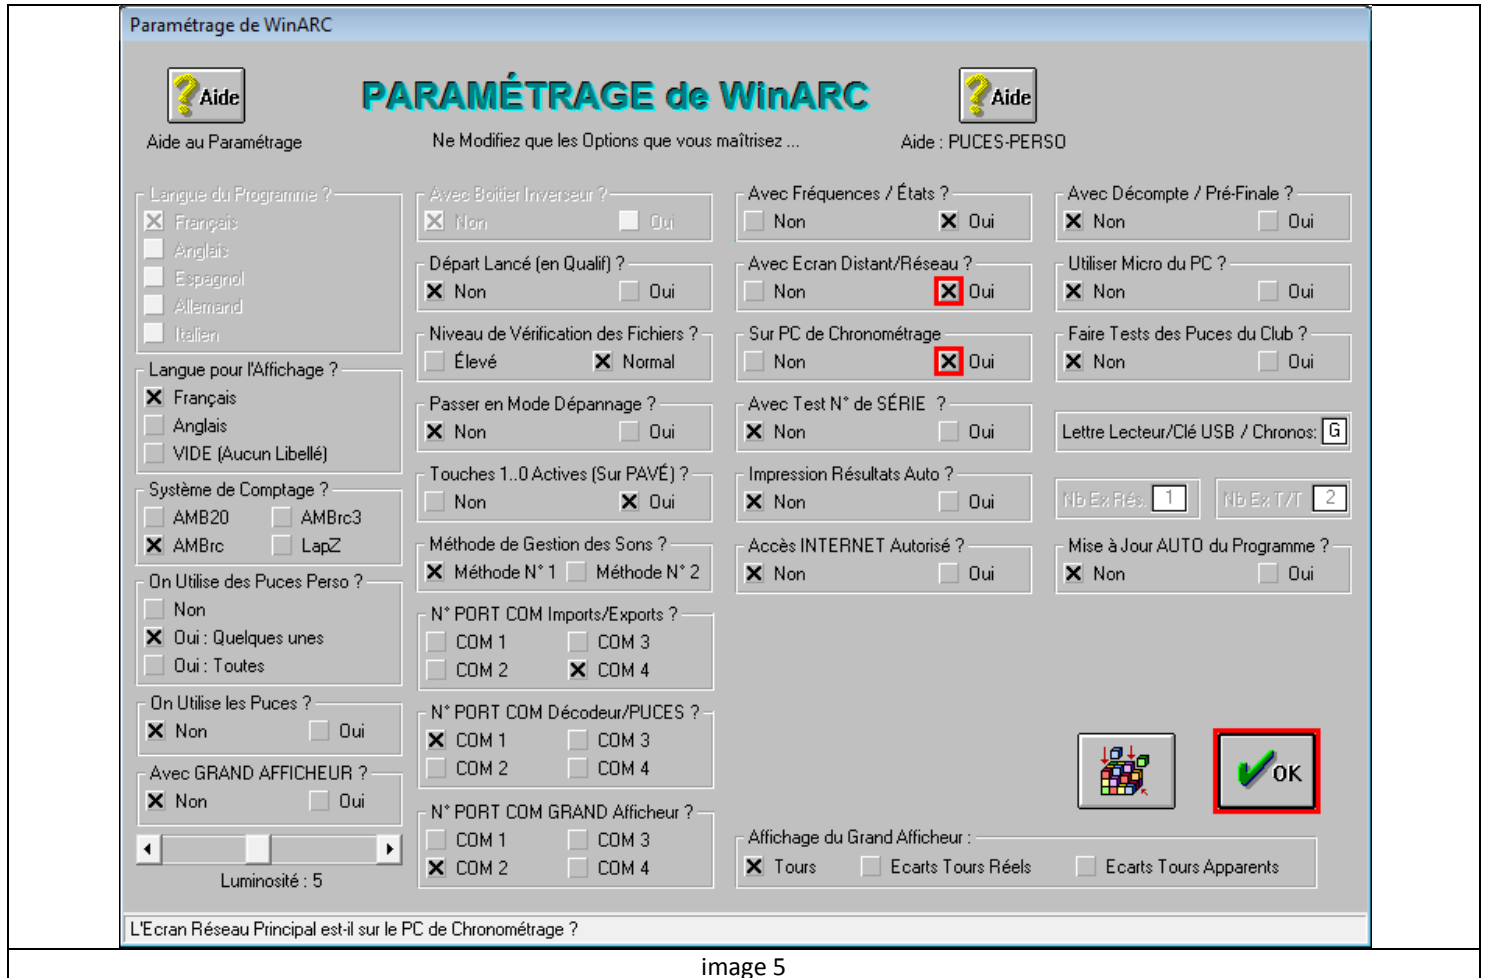 Paramétrage de WinARC
Aide
PARAMÉTRAGE de WinARC
Aide
Aide au Paramétrage
Ne Modifiez que les Options que vous maîtrisez ...
Aide : PUCES-PERSO
Langue du Programme ?
Français
Anglais
Espagnol
Allemand
Italien
Langue pour l'Affichage ?
Français
Anglais
VIDE (Aucun Libellé)
Système de Comptage ?
AMB20 AMBrc3
AMBrc LapZ
On Utilise des Puces Perso ?
Non
Oui : Quelques unes
Oui : Toutes
On Utilise les Puces ?
Non Oui
Avec GRAND AFFICHEUR ?
Non Oui
Luminosité : 5
Avec Boitier Inverseur ?
Non Oui
Départ Lancé (en Qualif) ?
Non Oui
Niveau de Vérification des Fichiers ?
Élevé Normal
Passer en Mode Dépannage ?
Non Oui
Touches 1..0 Actives (Sur PAVÉ) ?
Non Oui
Méthode de Gestion des Sons ?
Méthode N° 1 Méthode N° 2
N° PORT COM Imports/Exports ?
COM 1 COM 3
COM 2 COM 4
N° PORT COM Décodeur/PUCES ?
COM 1 COM 3
COM 2 COM 4
N° PORT COM GRAND Afficheur ?
COM 1 COM 3
COM 2 COM 4
Avec Fréquences / États ?
Non Oui
Avec Ecran Distant/Réseau ?
Non Oui
Sur PC de Chronométrage
Non Oui
Avec Test N° de SÉRIE ?
Non Oui
Impression Résultats Auto ?
Non Oui
Accès INTERNET Autorisé ?
Non Oui
Avec Décompte / Pré-Finale ?
Non Oui
Utiliser Micro du PC ?
Non Oui
Faire Tests des Puces du Club ?
Non Oui
Lettre Lecteur/Clé USB / Chronos: G
Nb Ex Rés. 1 Nb Ex T/T 2
Mise à Jour AUTO du Programme ?
Non Oui
OK
Affichage du Grand Afficheur :
Tours Ecarts Tours Réels Ecarts Tours Apparents
L'Ecran Réseau Principal est-il sur le PC de Chronométrage ?
image 5